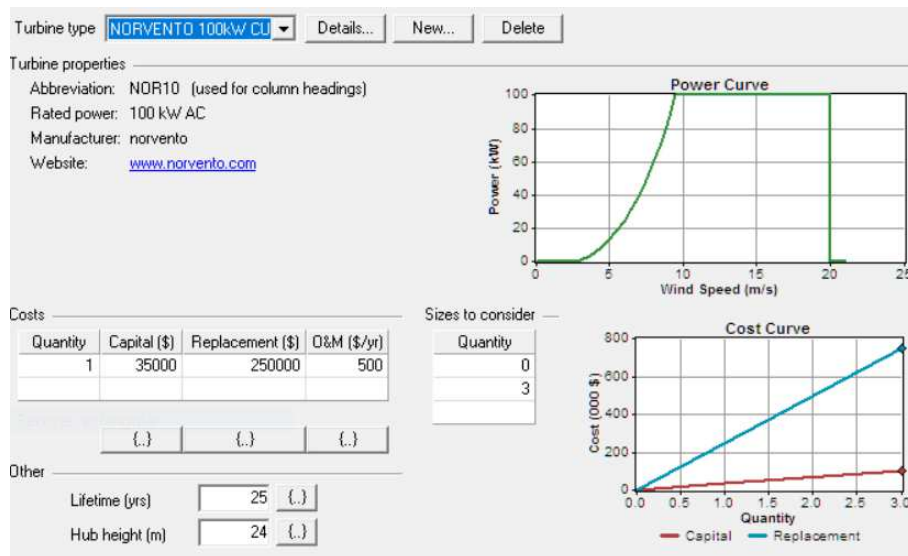 Turbine type NORVENTO 100kW CU Details... New... Delete
Turbine properties
Abbreviation: NOR10 (used for column headings)
Rated power: 100 kW AC
Manufacturer: norvento
Website: www.norvento.com
Power Curve
100
80
60
40
20
0
Power (kW)
0 5 10 15 20 25
Wind Speed (m/s)
Costs
Quantity Capital ($) Replacement ($) O&M ($/yr)
1 35000 250000 500
{..} {..} {..}
Sizes to consider
Quantity
0
3
Cost Curve
800
600
400
200
0
Cost (000 $)
0.0 0.5 1.0 1.5 2.0 2.5 3.0
Quantity
Capital Replacement
Other
Lifetime (yrs) 25 {..}
Hub height (m) 24 {..}